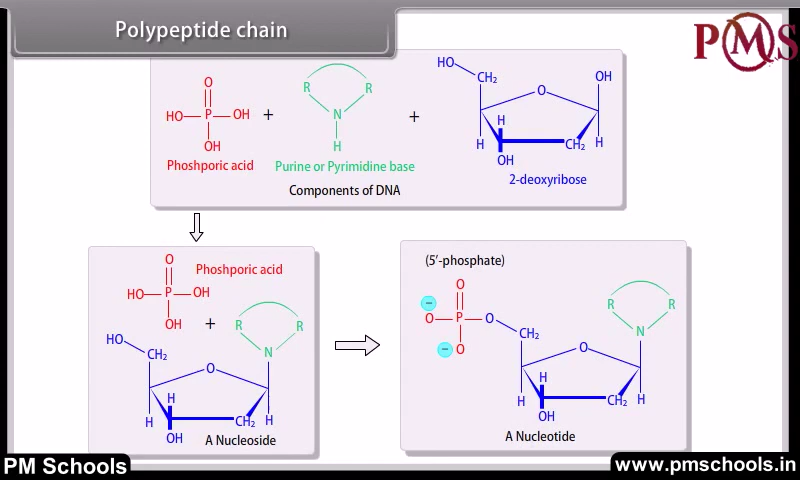 Polypeptide chain
PMS
HO
CH₂
O
OH
H
H
OH
CH₂
H
2-deoxyribose
O
HO P OH
OH
Phoshporic acid
+
R R
N
H
Purine or Pyrimidine base
+
Components of DNA
O
HO P OH
OH
Phoshporic acid
+
R R
N
HO
CH₂
O
H
H
OH
CH₂
H
A Nucleoside
(5′-phosphate)
O
− O P O
− O
CH₂
O
R R
N
H
H
OH
CH₂
H
A Nucleotide
PM Schools
www.pmschools.in